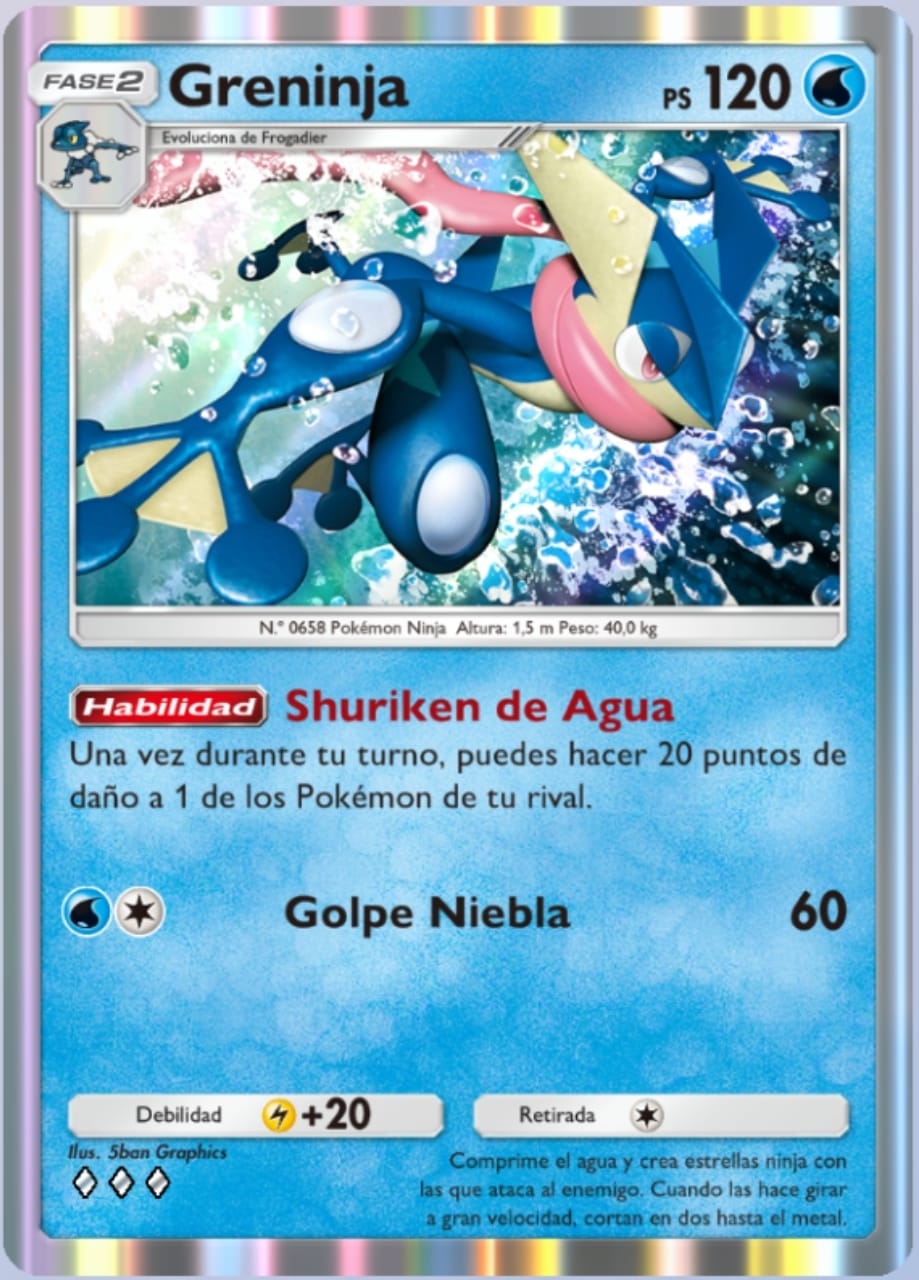 FASE2
Greninja
PS 120
Evoluciona de Frogadier
N.° 0658 Pokémon Ninja Altura: 1,5 m Peso: 40,0 kg
Habilidad Shuriken de Agua
Una vez durante tu turno, puedes hacer 20 puntos de
daño a 1 de los Pokémon de tu rival.
Golpe Niebla 60
Debilidad +20
Retirada
Ilus. 5ban Graphics
Comprime el agua y crea estrellas ninja con
las que ataca al enemigo. Cuando las hace girar
a gran velocidad, cortan en dos hasta el metal.